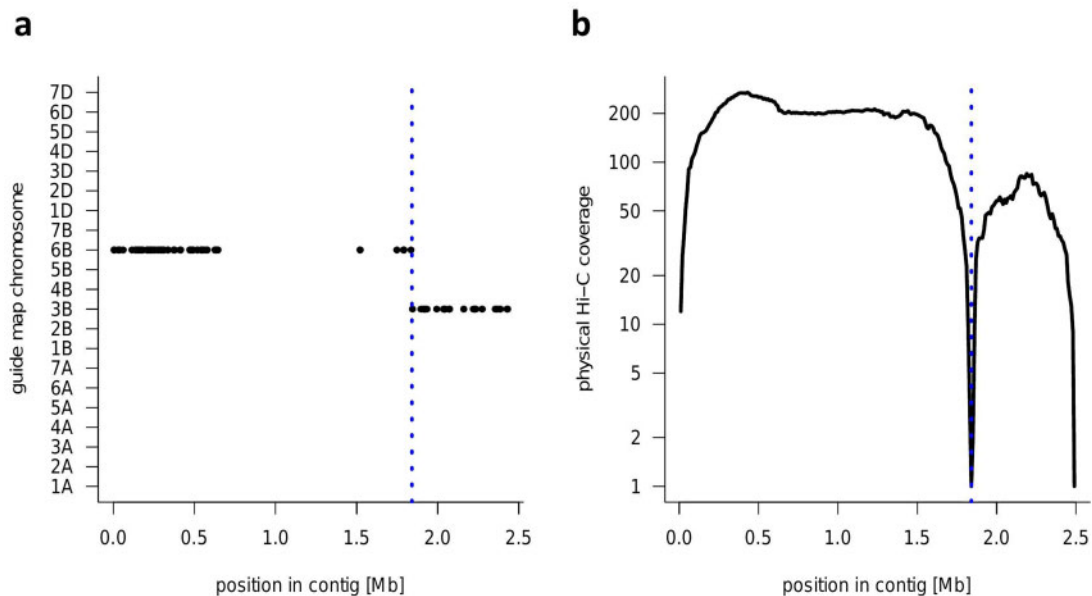 a
guide map chromosome
7D
6D
5D
4D
3D
2D
1D
7B
6B
5B
4B
3B
2B
1B
7A
6A
5A
4A
3A
2A
1A
0.0 0.5 1.0 1.5 2.0 2.5
position in contig [Mb]
b
physical Hi–C coverage
200
100
50
20
10
5
2
1
0.0 0.5 1.0 1.5 2.0 2.5
position in contig [Mb]